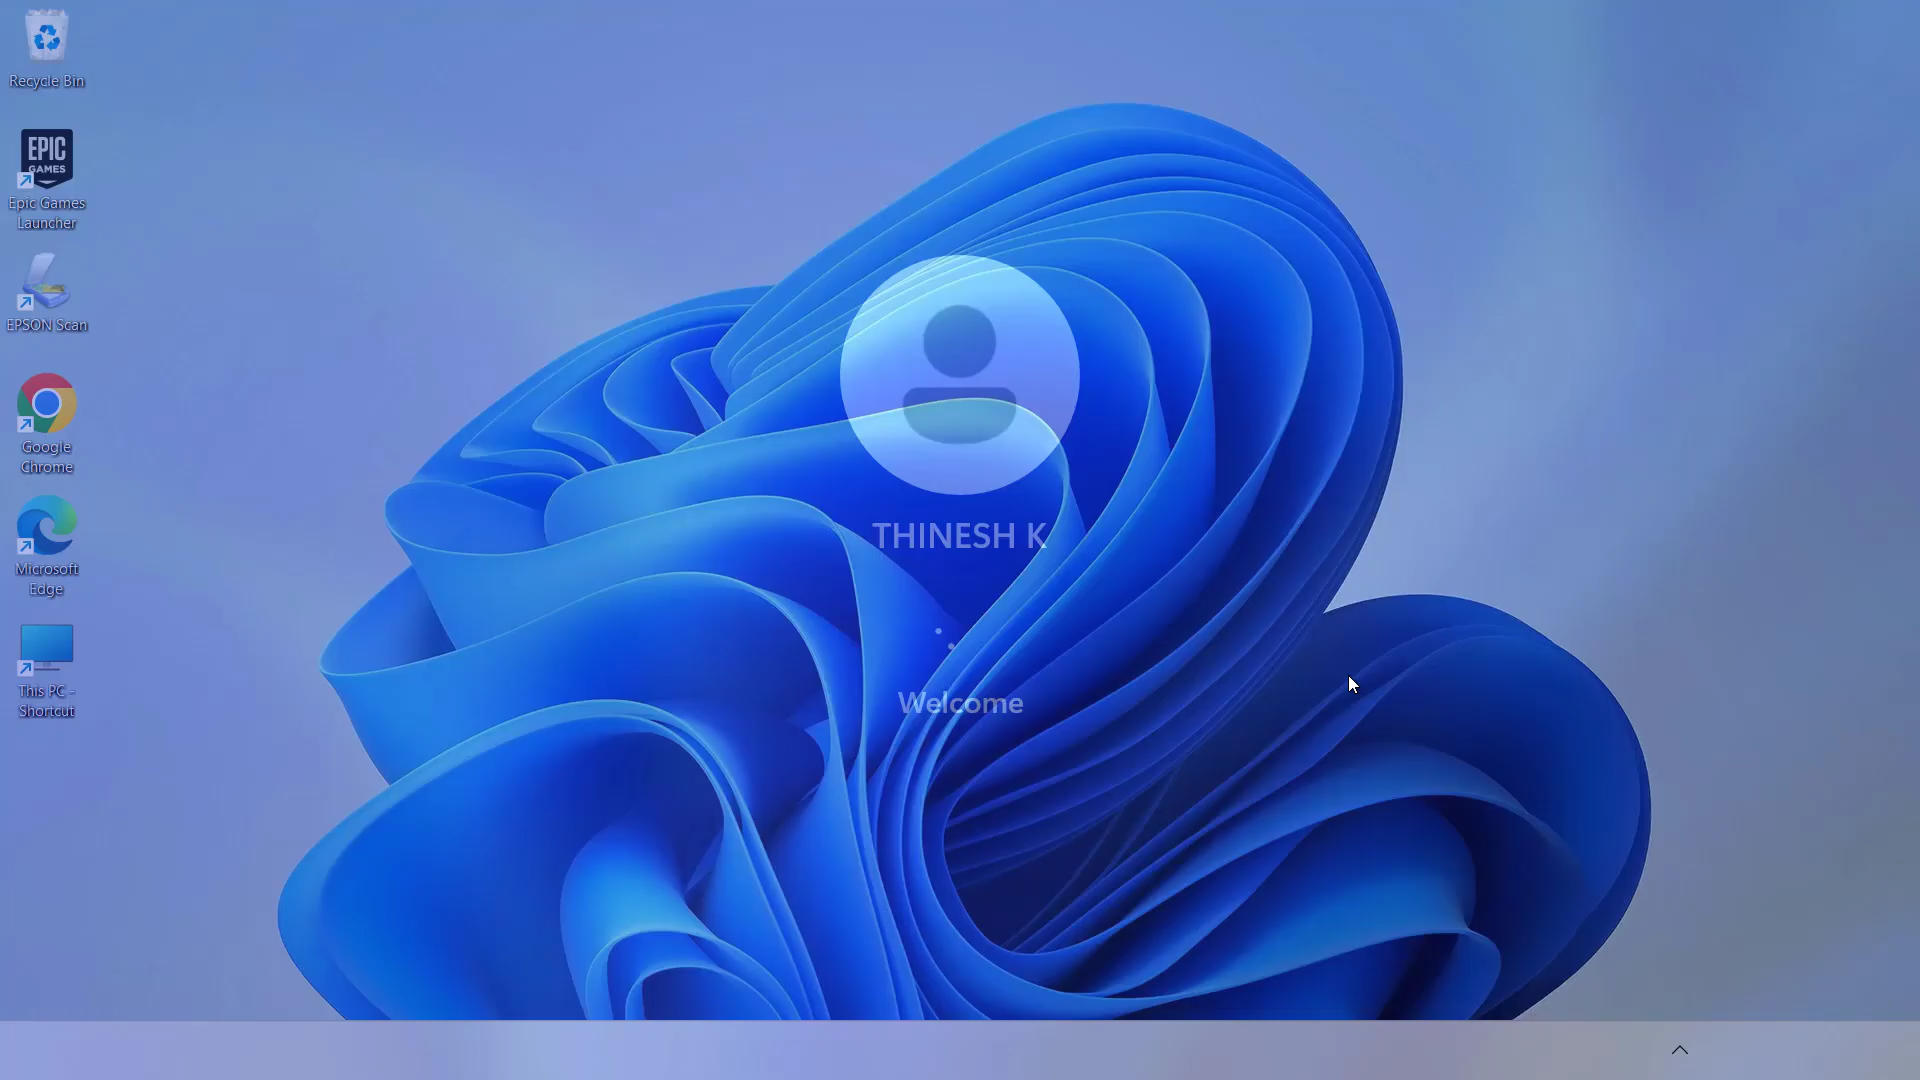 Recycle Bin
EPIC
GAMES
Epic Games
Launcher
EPSON Scan
Google
Chrome
Microsoft
Edge
This PC -
Shortcut
THINESH K
Welcome